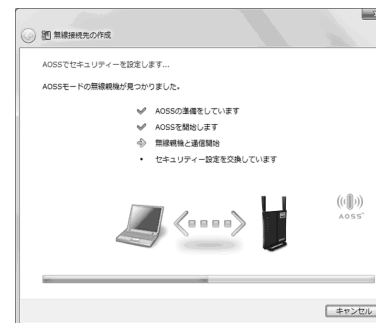 無線接続先の作成
AOSSでセキュリティーを設定します...
AOSSモードの無線親機が見つかりました。
AOSSの準備をしています
AOSSを開始します
無線親機と通信開始
• セキュリティー設定を交換しています
AOSS
キャンセル